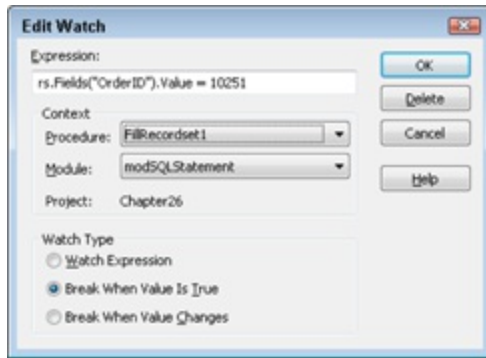 Edit Watch
Expression:
rs.Fields("OrderID").Value = 10251
OK
Delete
Context
Procedure: FillRecordset1
Cancel
Module: modSQLStatement
Help
Project: Chapter26
Watch Type
Watch Expression
Break When Value Is True
Break When Value Changes